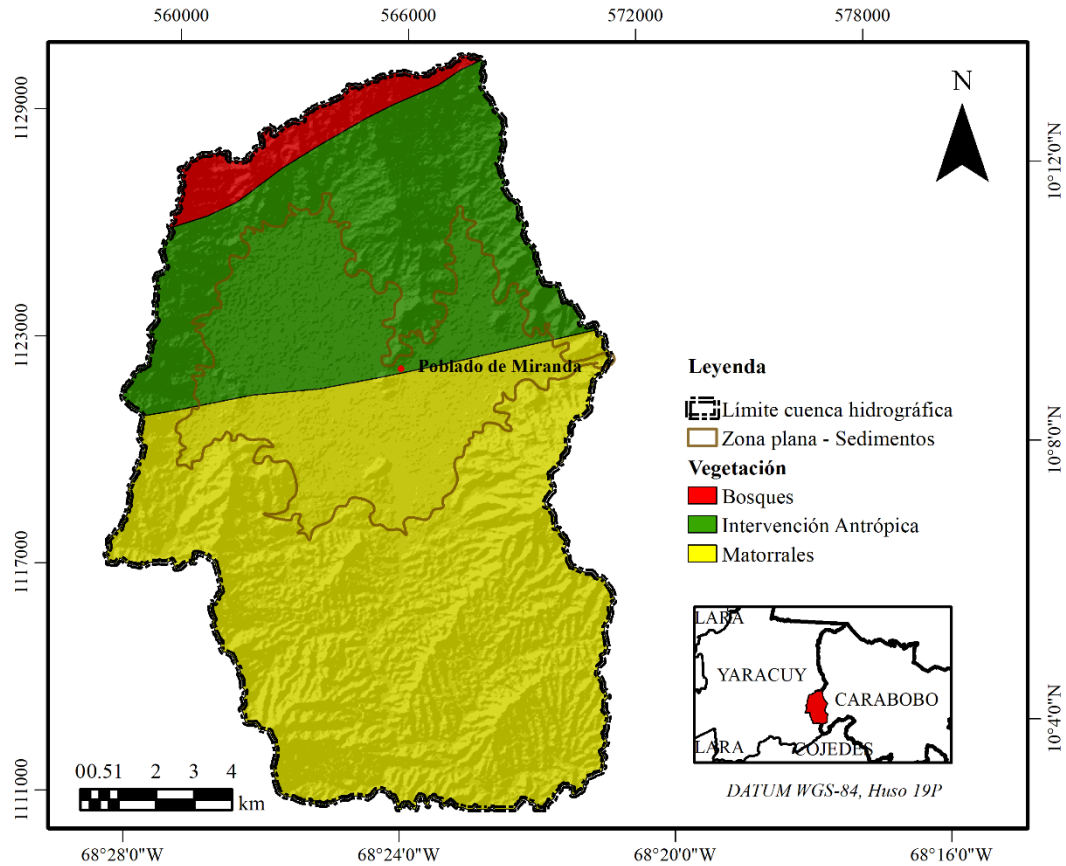 560000 566000 572000 578000
1129000
1123000
1117000
1111000
10°12'0"N
10°8'0"N
10°4'0"N
N
Poblado de Miranda
Leyenda
Límite cuenca hidrográfica
Zona plana - Sedimentos
Vegetación
Bosques
Intervención Antrópica
Matorrales
LARA
YARACUY
CARABOBO
LARA
COJEDES
DATUM WGS-84, Huso 19P
00.51 2 3 4
km
68°28'0"W 68°24'0"W 68°20'0"W 68°16'0"W